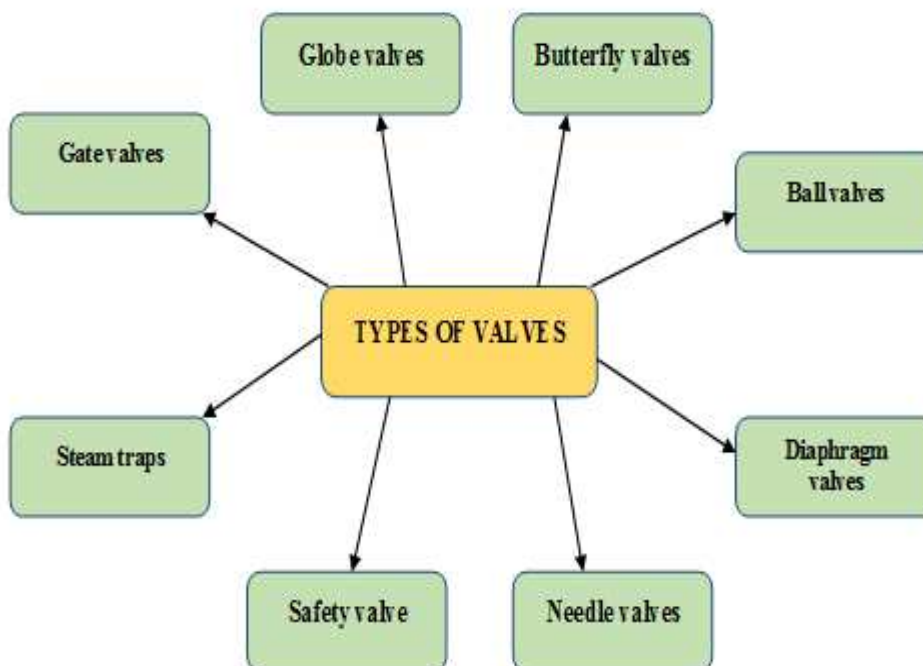 Globe valves
Butterfly valves
Gate valves
Ball valves
TYPES OF VALVES
Steam traps
Diaphragm
valves
Safety valve
Needle valves